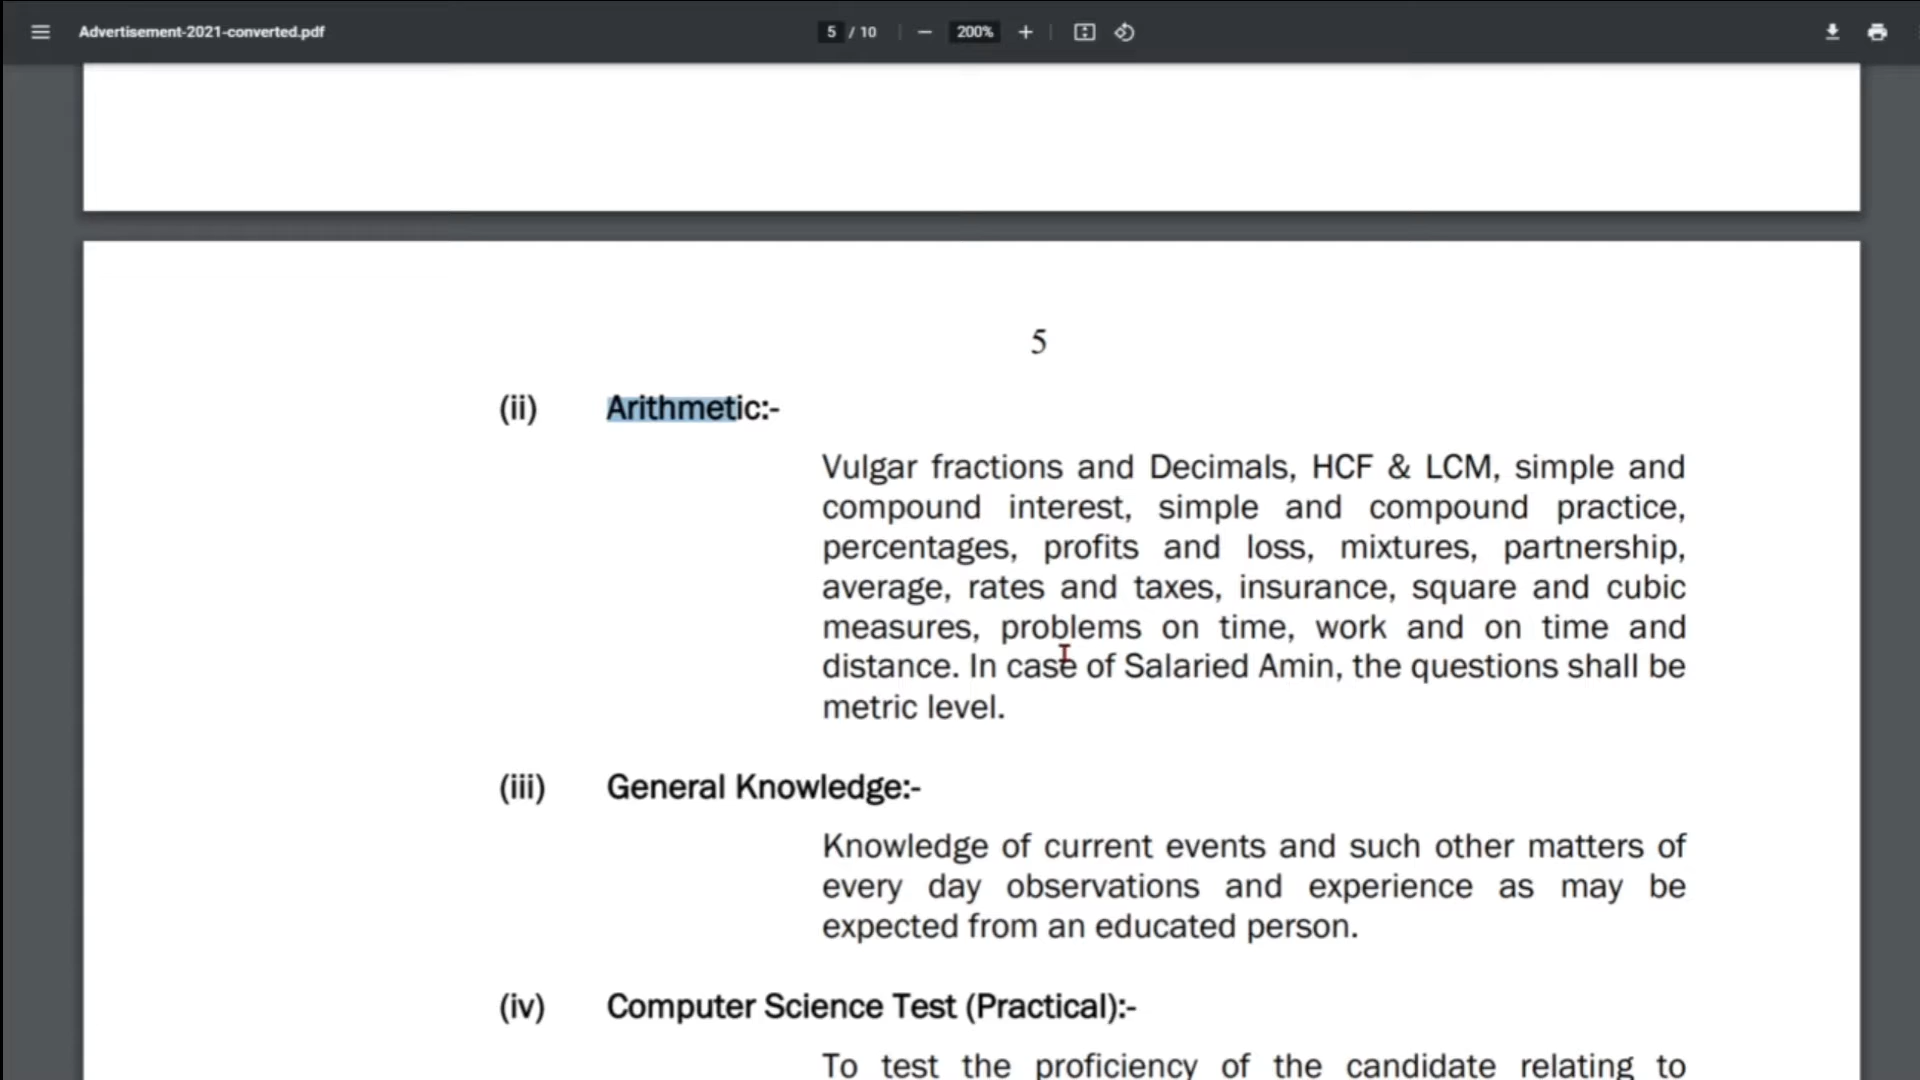 Advertisement-2021-converted.pdf
5 / 10
200%
5
(ii) Arithmetic:-
Vulgar fractions and Decimals, HCF & LCM, simple and
compound interest, simple and compound practice,
percentages, profits and loss, mixtures, partnership,
average, rates and taxes, insurance, square and cubic
measures, problems on time, work and on time and
distance. In case of Salaried Amin, the questions shall be
metric level.
(iii) General Knowledge:-
Knowledge of current events and such other matters of
every day observations and experience as may be
expected from an educated person.
(iv) Computer Science Test (Practical):-
To test the proficiency of the candidate relating to